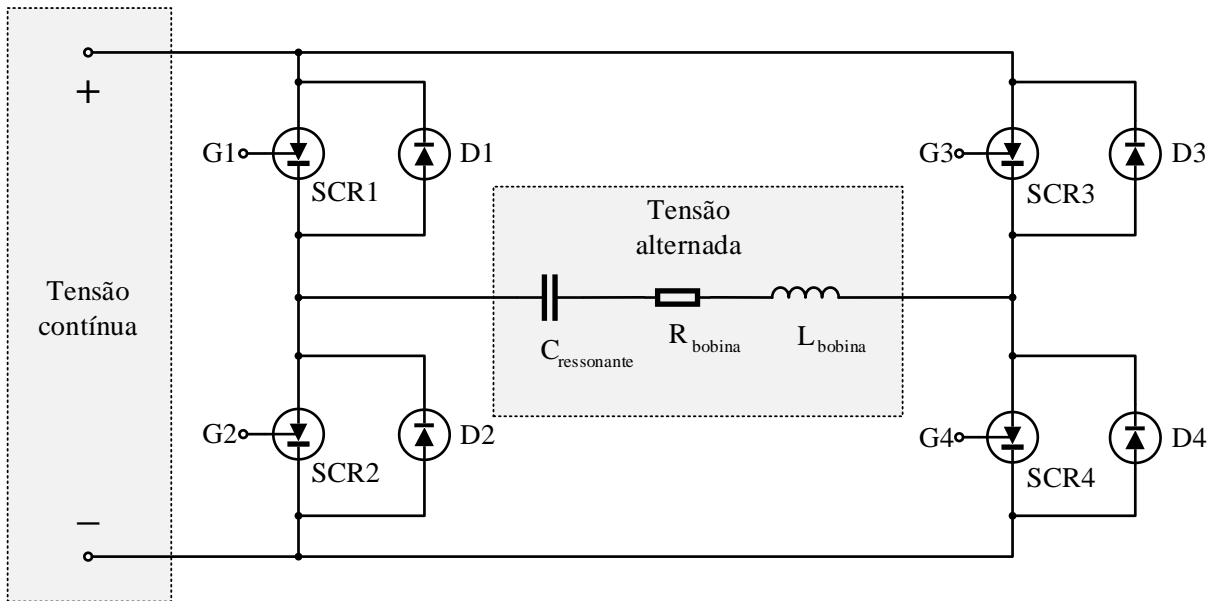 +
G1
SCR1
D1
G3
SCR3
D3
Tensão
alternada
Tensão
contínua
C ressonante
R bobina
L bobina
G2
SCR2
D2
G4
SCR4
D4
−